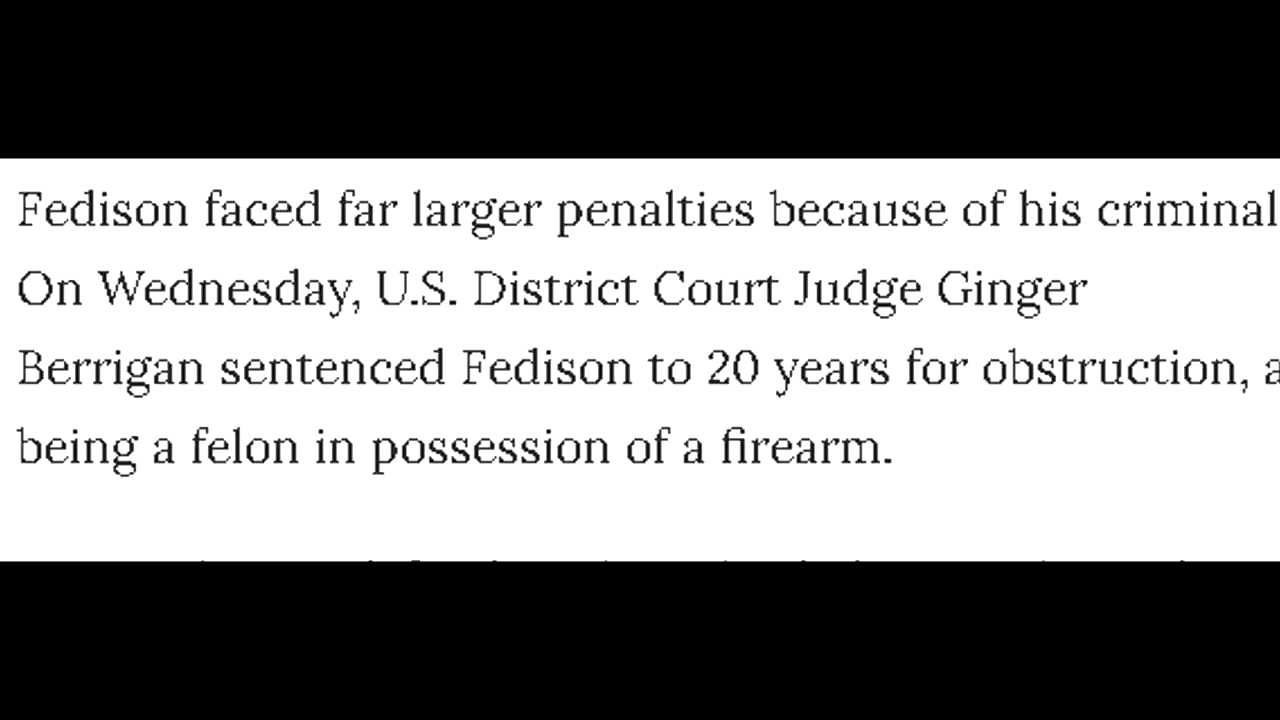 Fedison faced far larger penalties because of his criminal
On Wednesday, U.S. District Court Judge Ginger
Berrigan sentenced Fedison to 20 years for obstruction, a
being a felon in possession of a firearm.